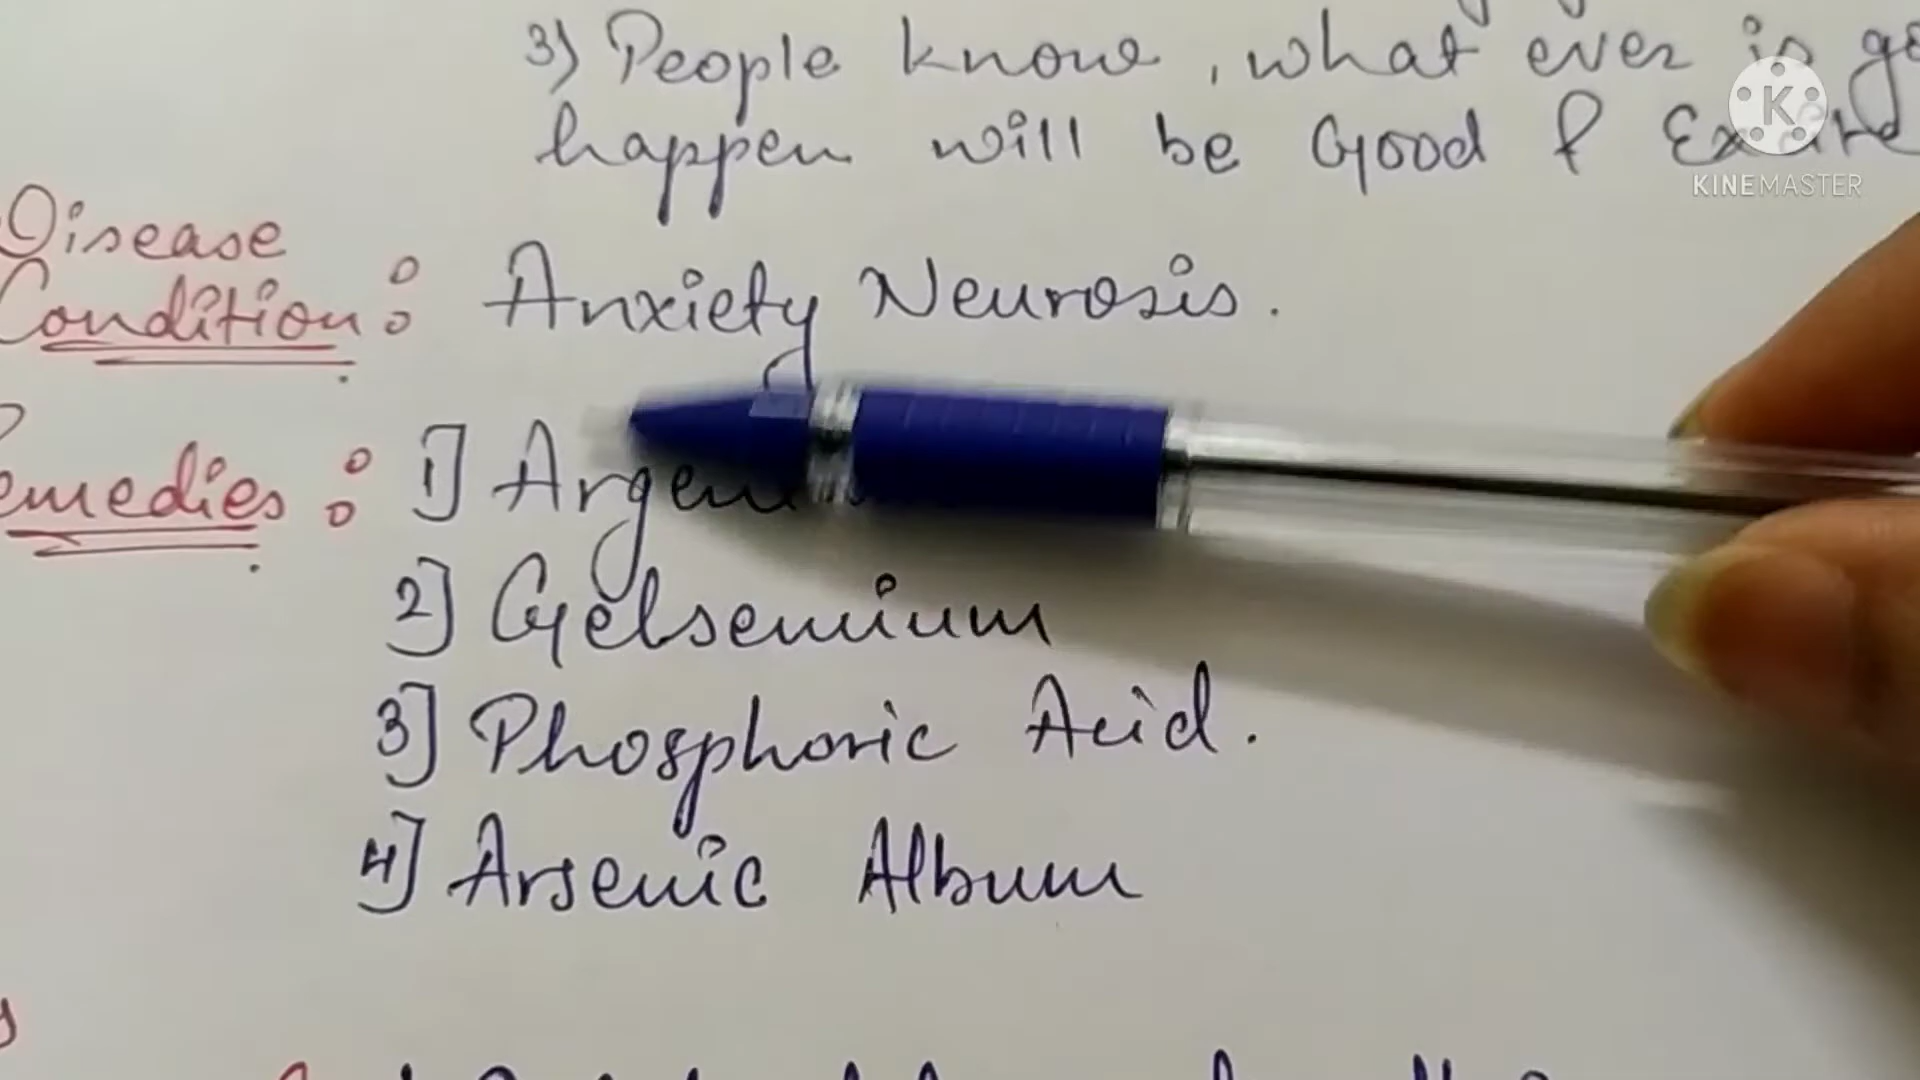 3) People know, what ever is
happen will be Good &
KINEMASTER
Disease
Condition : Anxiety Neurosis.
Remedies : 1]
2] Gelsemium
3] Phosphoric Acid.
4] Arsenic Album